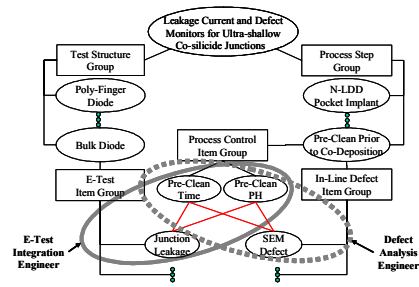 Leakage Current and Defect
Monitors for Ultra-shallow
Co-silicide Junctions
Test Structure
Group
Process Step
Group
Poly-Finger
Diode
N-LDD
Pocket Implant
Bulk Diode
Process Control
Item Group
Pre-Clean Prior
to Co-Deposition
E-Test
Item Group
Pre-Clean
Time
Pre-Clean
PH
In-Line Defect
Item Group
E-Test
Integration
Engineer
Junction
Leakage
SEM
Defect
Defect
Analysis
Engineer